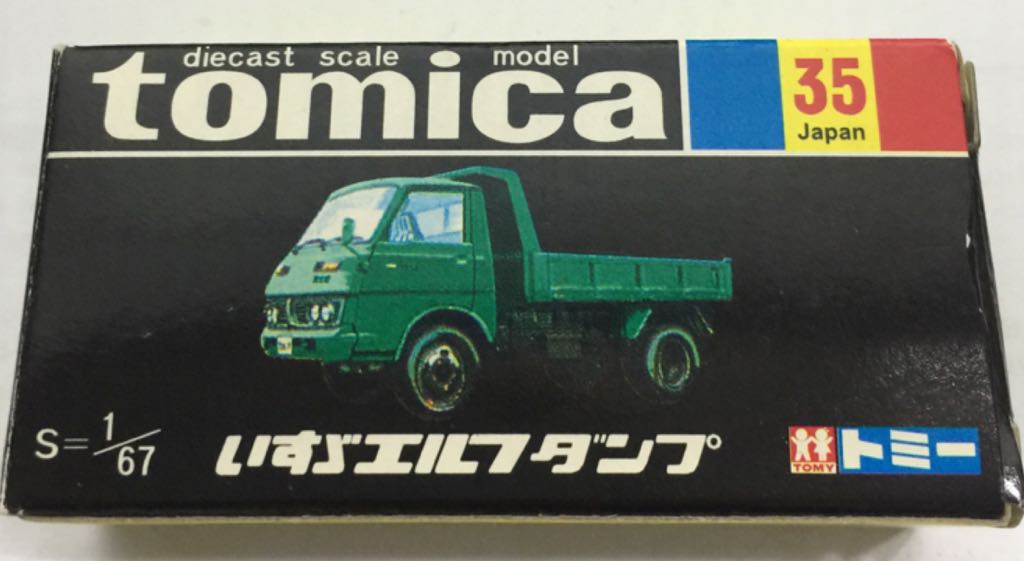 diecast scale model
tomica
35
Japan
S=1/67
いすゞエルフダンプ
TOMY
トミー